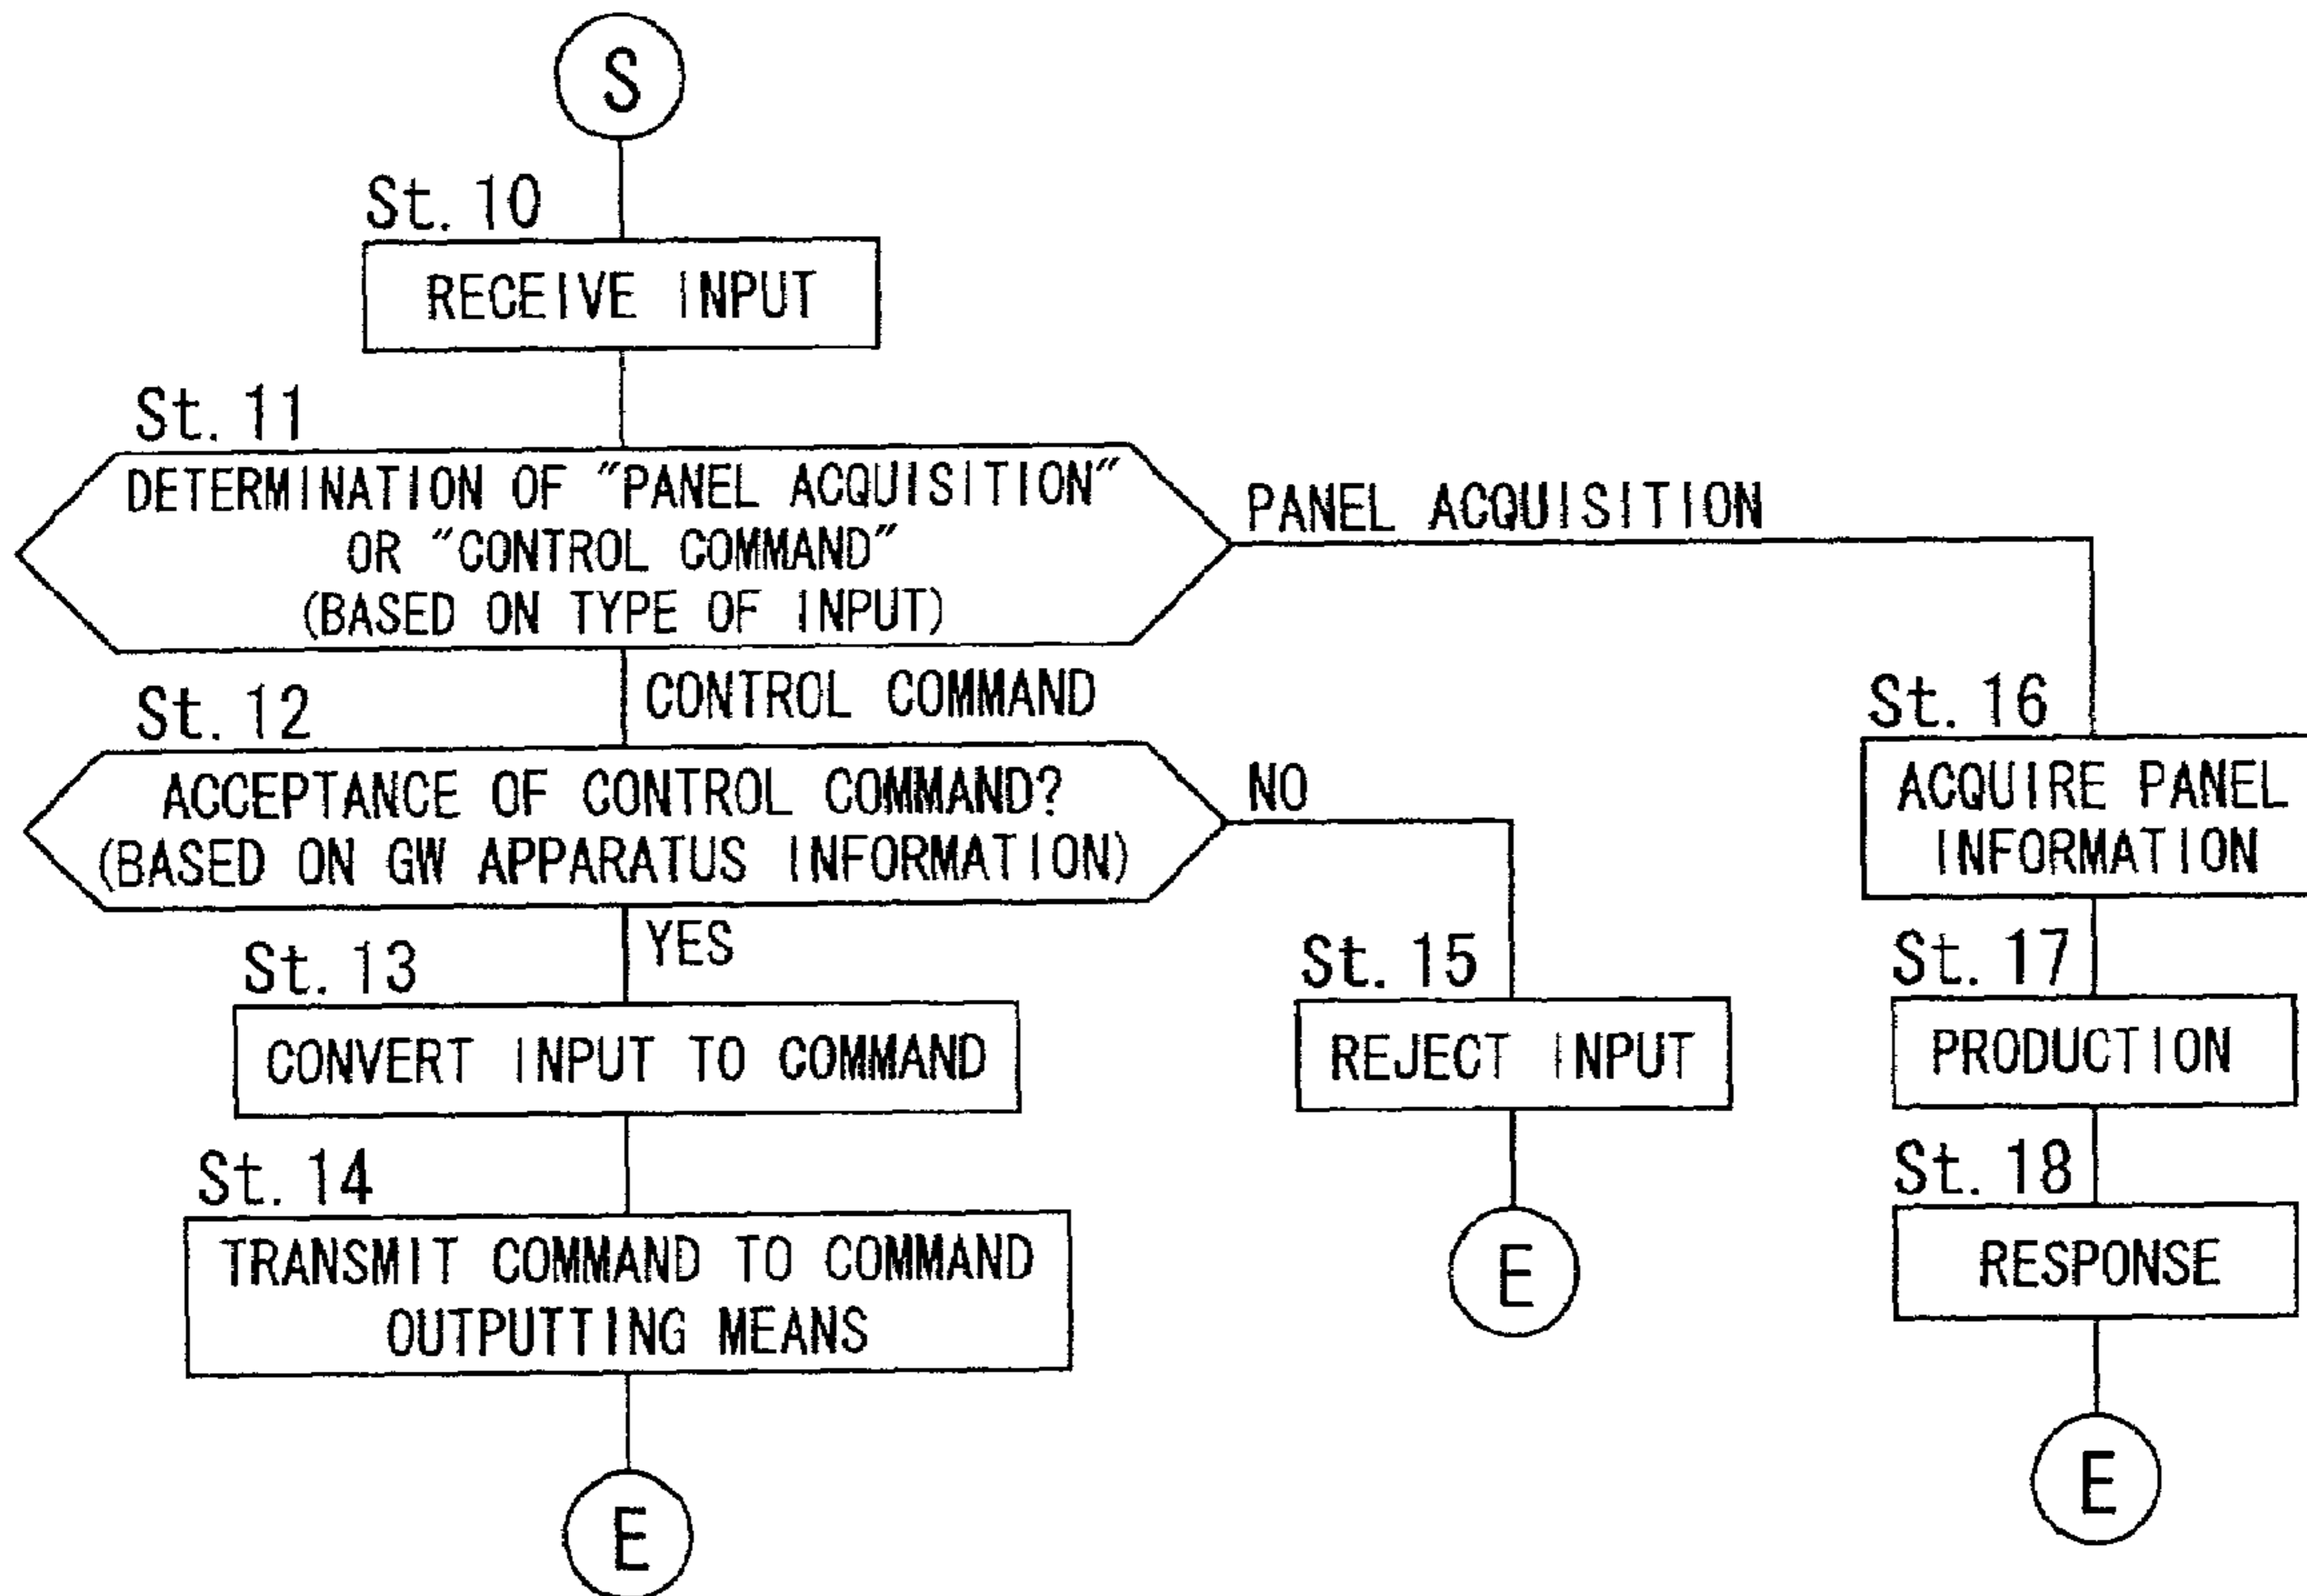 S
St. 10
RECEIVE INPUT
St. 11
DETERMINATION OF "PANEL ACQUISITION"
OR "CONTROL COMMAND"
(BASED ON TYPE OF INPUT)
PANEL ACQUISITION
CONTROL COMMAND
St. 12
ACCEPTANCE OF CONTROL COMMAND?
(BASED ON GW APPARATUS INFORMATION)
NO
YES
St. 13
CONVERT INPUT TO COMMAND
St. 14
TRANSMIT COMMAND TO COMMAND
OUTPUTTING MEANS
E
St. 15
REJECT INPUT
E
St. 16
ACQUIRE PANEL
INFORMATION
St. 17
PRODUCTION
St. 18
RESPONSE
E